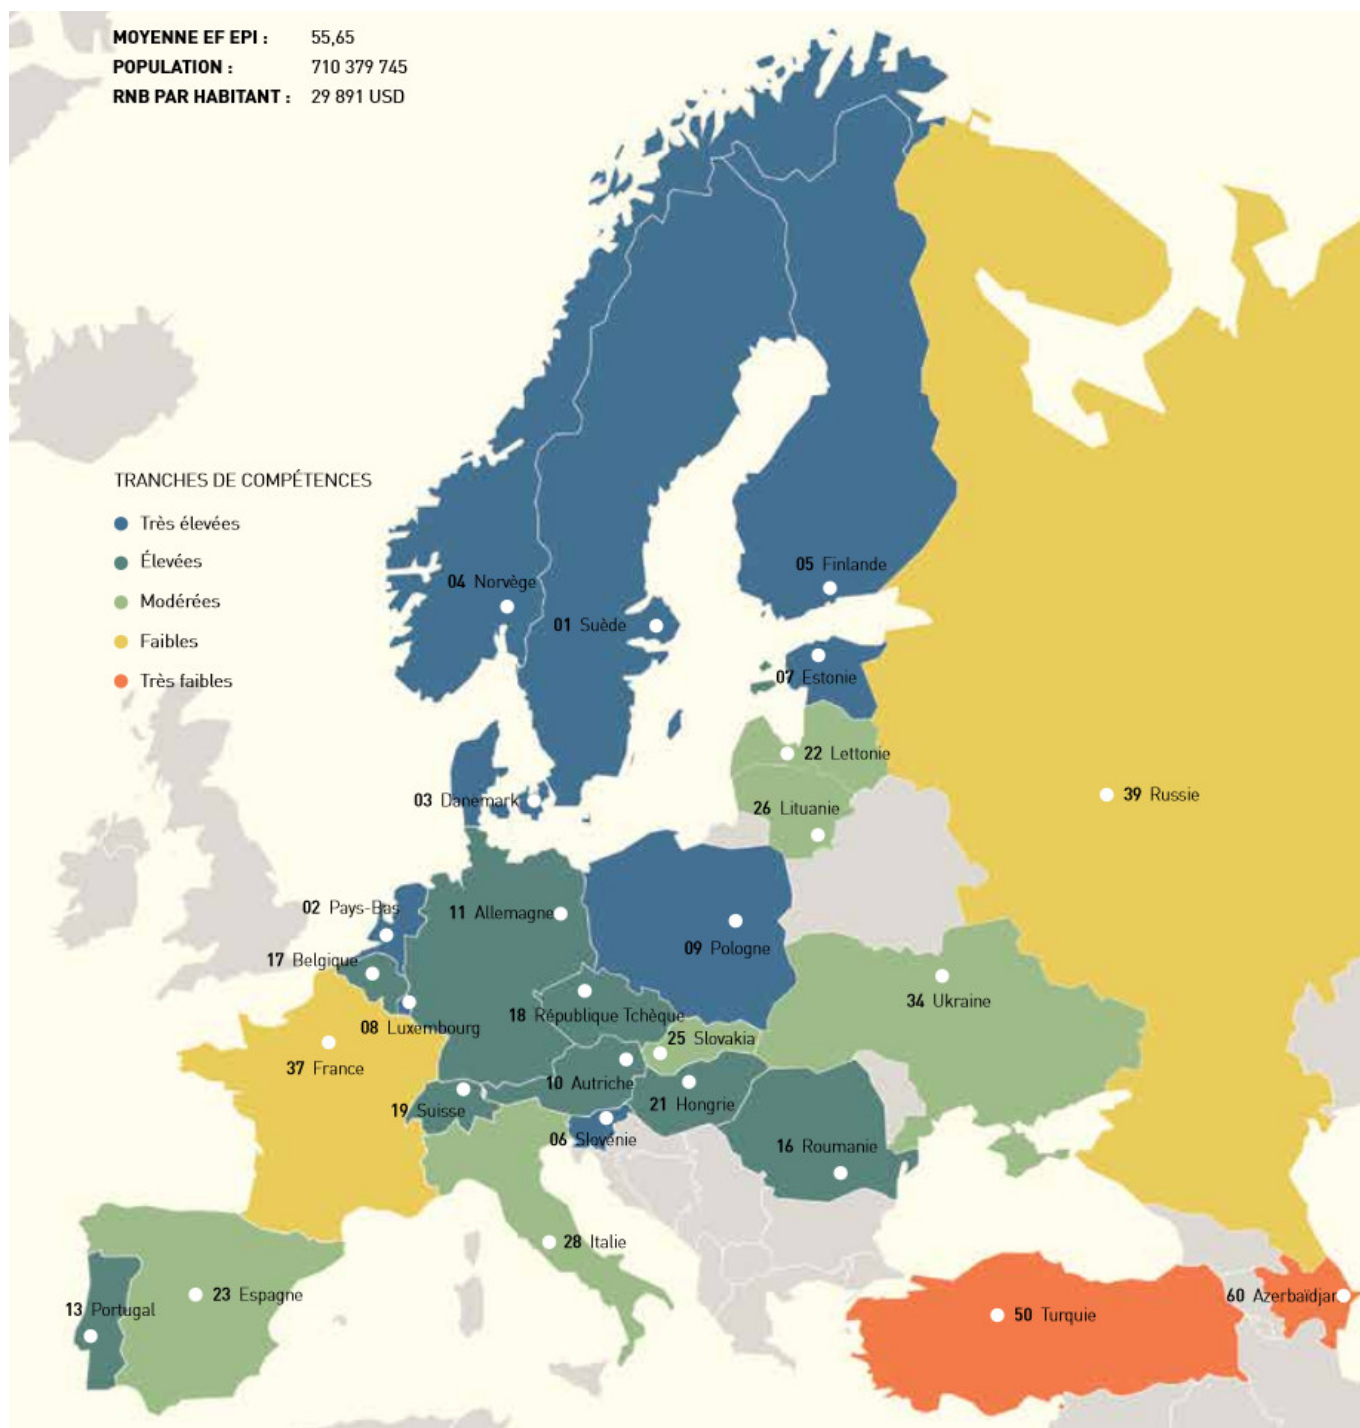 MOYENNE EF EPI : 55,65
POPULATION : 710 379 745
RNB PAR HABITANT : 29 891 USD
TRANCHES DE COMPÉTENCES
Très élevées
Élevées
Modérées
Faibles
Très faibles
05 Finlande
04 Norvège
01 Suède
07 Estonie
22 Lettonie
03 Danemark
26 Lituanie
39 Russie
02 Pays-Bas
11 Allemagne
09 Pologne
17 Belgique
34 Ukraine
18 République Tchèque
08 Luxembourg
25 Slovakia
37 France
10 Autriche
21 Hongrie
19 Suisse
06 Slovénie
16 Roumanie
28 Italie
23 Espagne
13 Portugal
60 Azerbaïdjan
50 Turquie